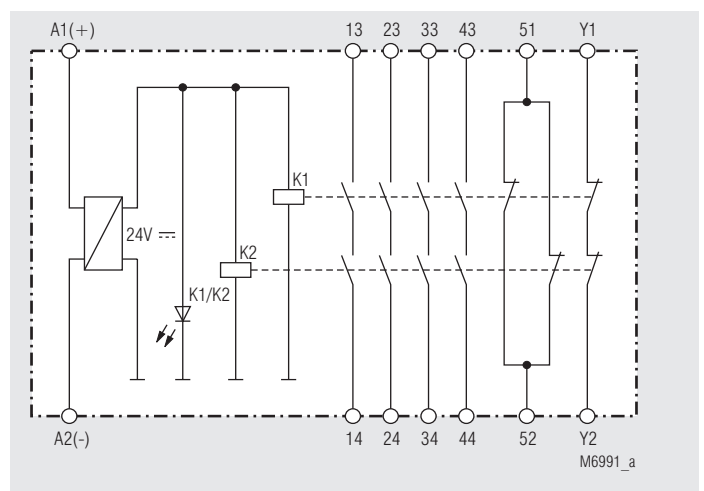 A1(+) 13 23 33 43 51 Y1
K1
24V
K2
K1/K2
A2(-) 14 24 34 44 52 Y2
M6991_a